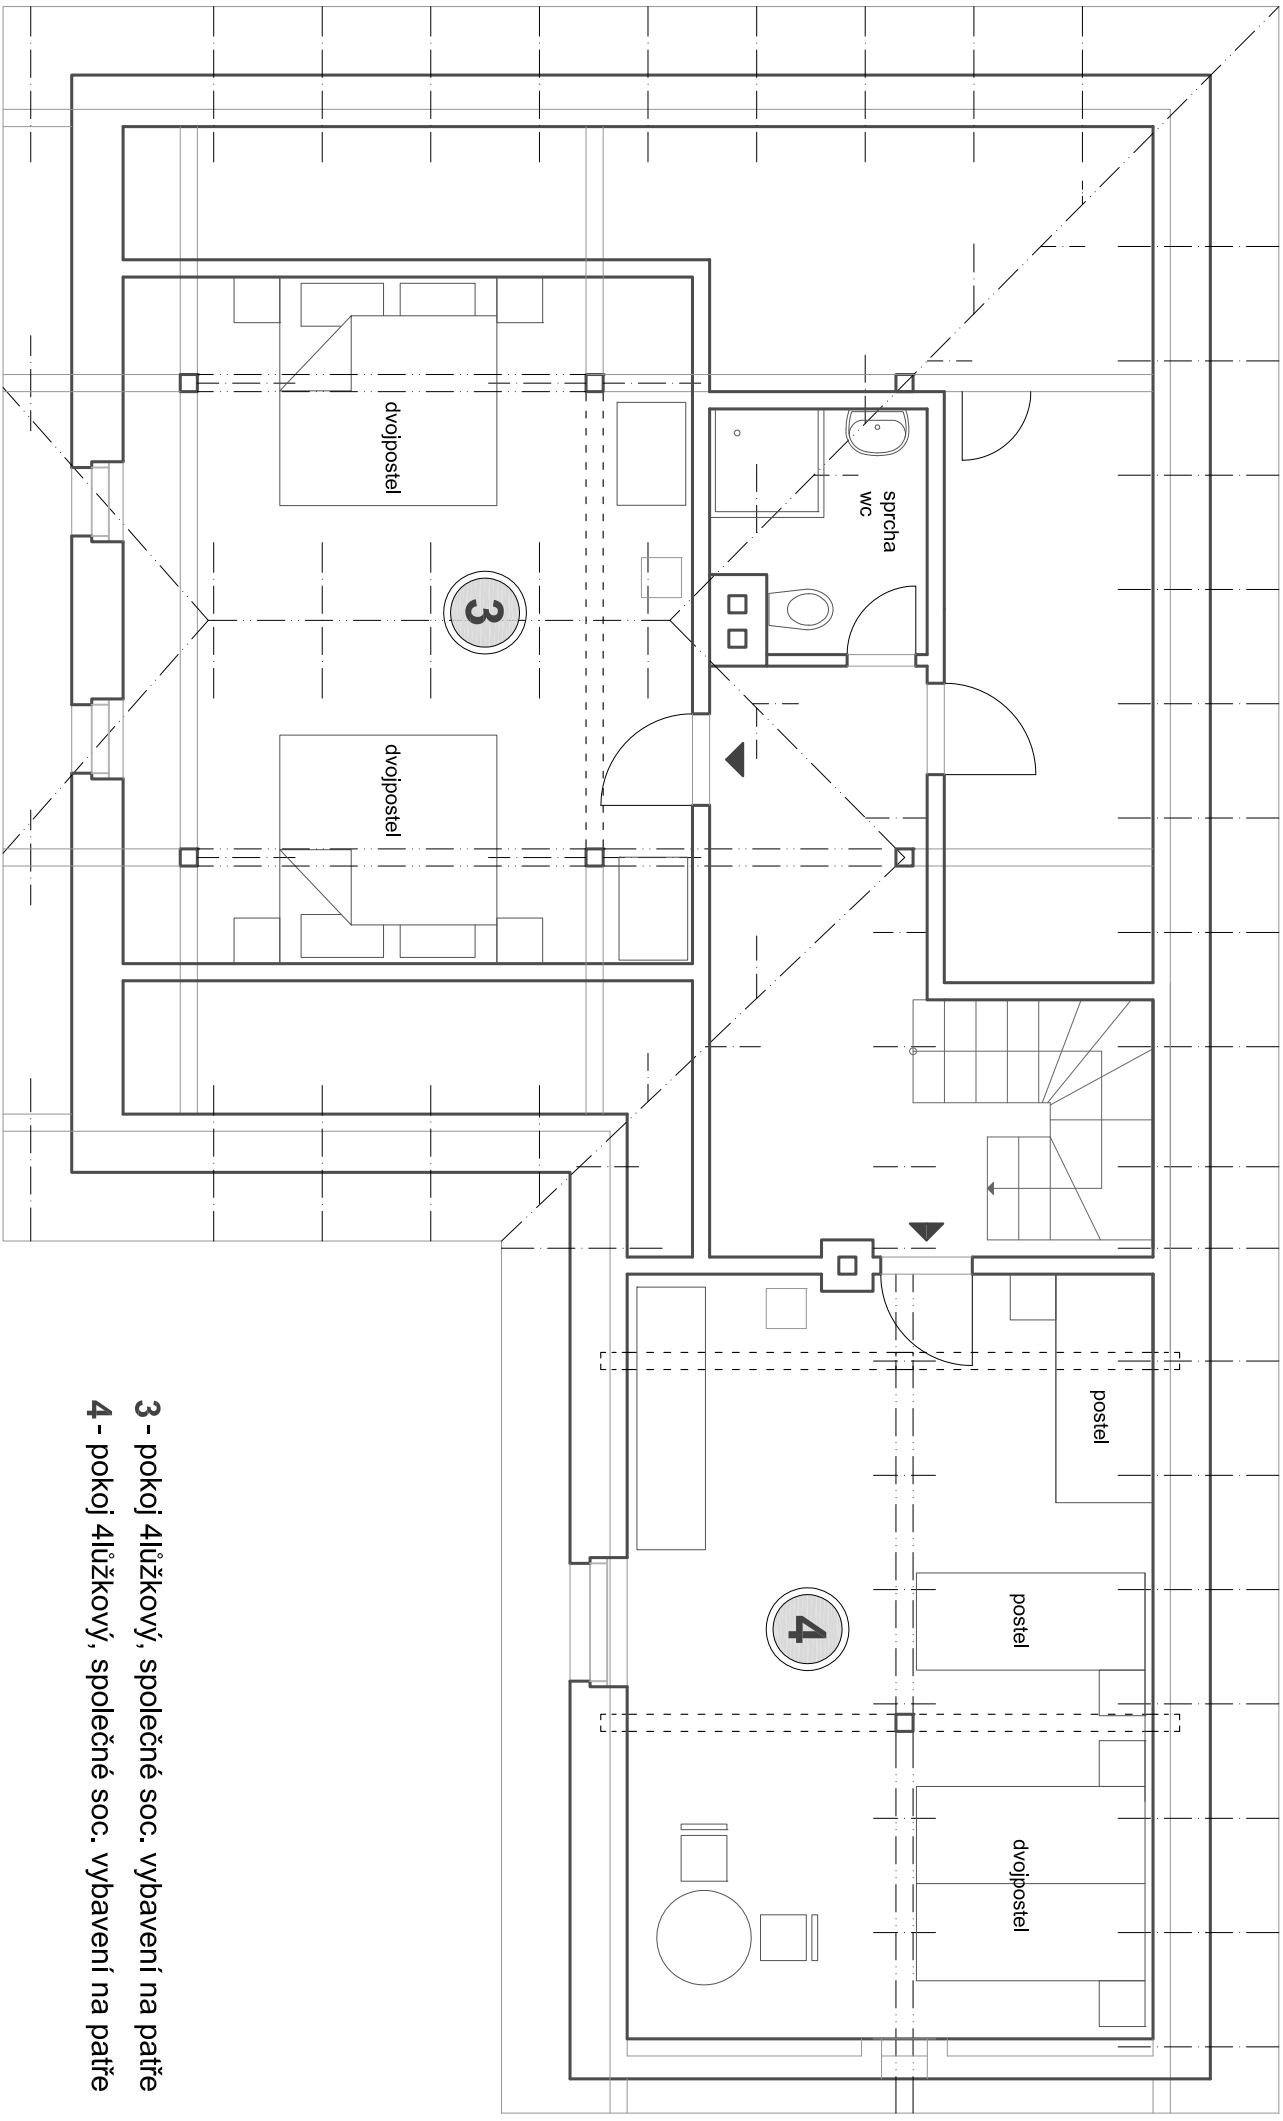 postel
postel
dvojpostel
sprcha
wc
4
3
dvojpostel
dvojpostel
3 - pokoj 4lůžkový, společné soc. vybavení na patře
4 - pokoj 4lůžkový, společné soc. vybavení na patře